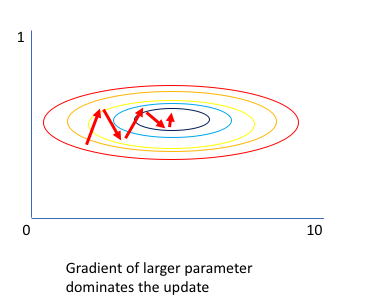 1
0
10
Gradient of larger parameter
dominates the update